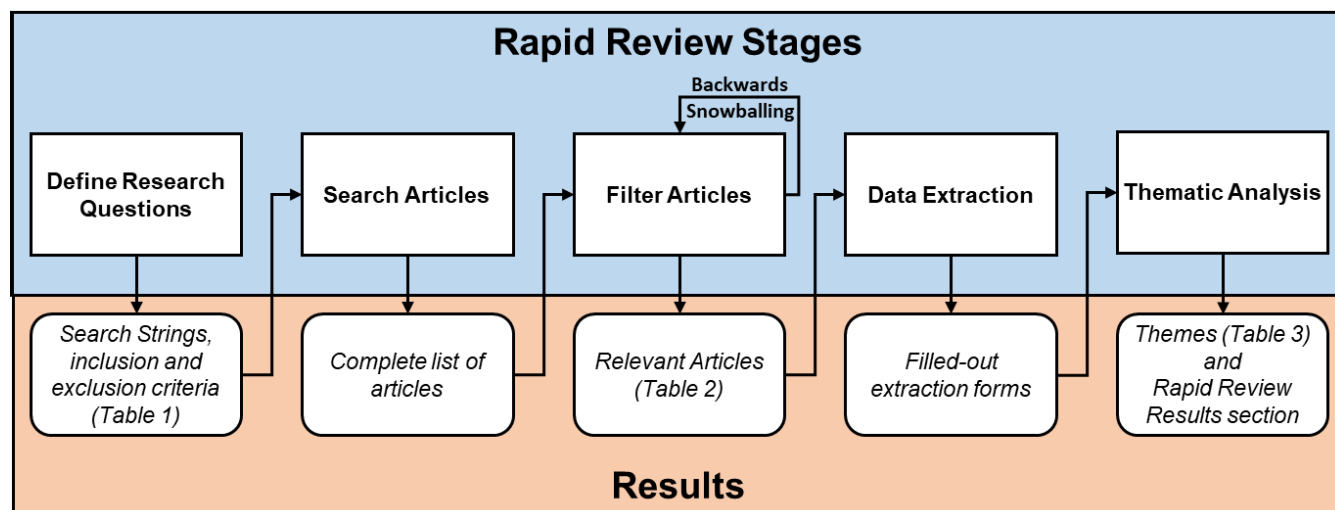 Rapid Review Stages
Backwards
Snowballing
Define Research
Questions
Search Articles
Filter Articles
Data Extraction
Thematic Analysis
Search Strings,
inclusion and
exclusion criteria
(Table 1)
Complete list of
articles
Relevant Articles
(Table 2)
Filled-out
extraction forms
Themes (Table 3)
and
Rapid Review
Results section
Results